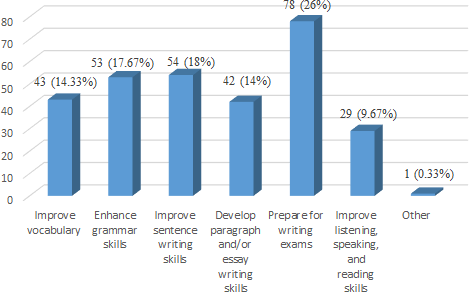 80
70
60
50
40
30
20
10
0
43 (14.33%)
53 (17.67%)
54 (18%)
42 (14%)
78 (26%)
29 (9.67%)
1 (0.33%)
Improve
vocabulary
Enhance
grammar
skills
Improve
sentence
writing
skills
Develop
paragraph
and/or
essay
writing
skills
Prepare for
writing
exams
Improve
listening,
speaking,
and
reading
skills
Other